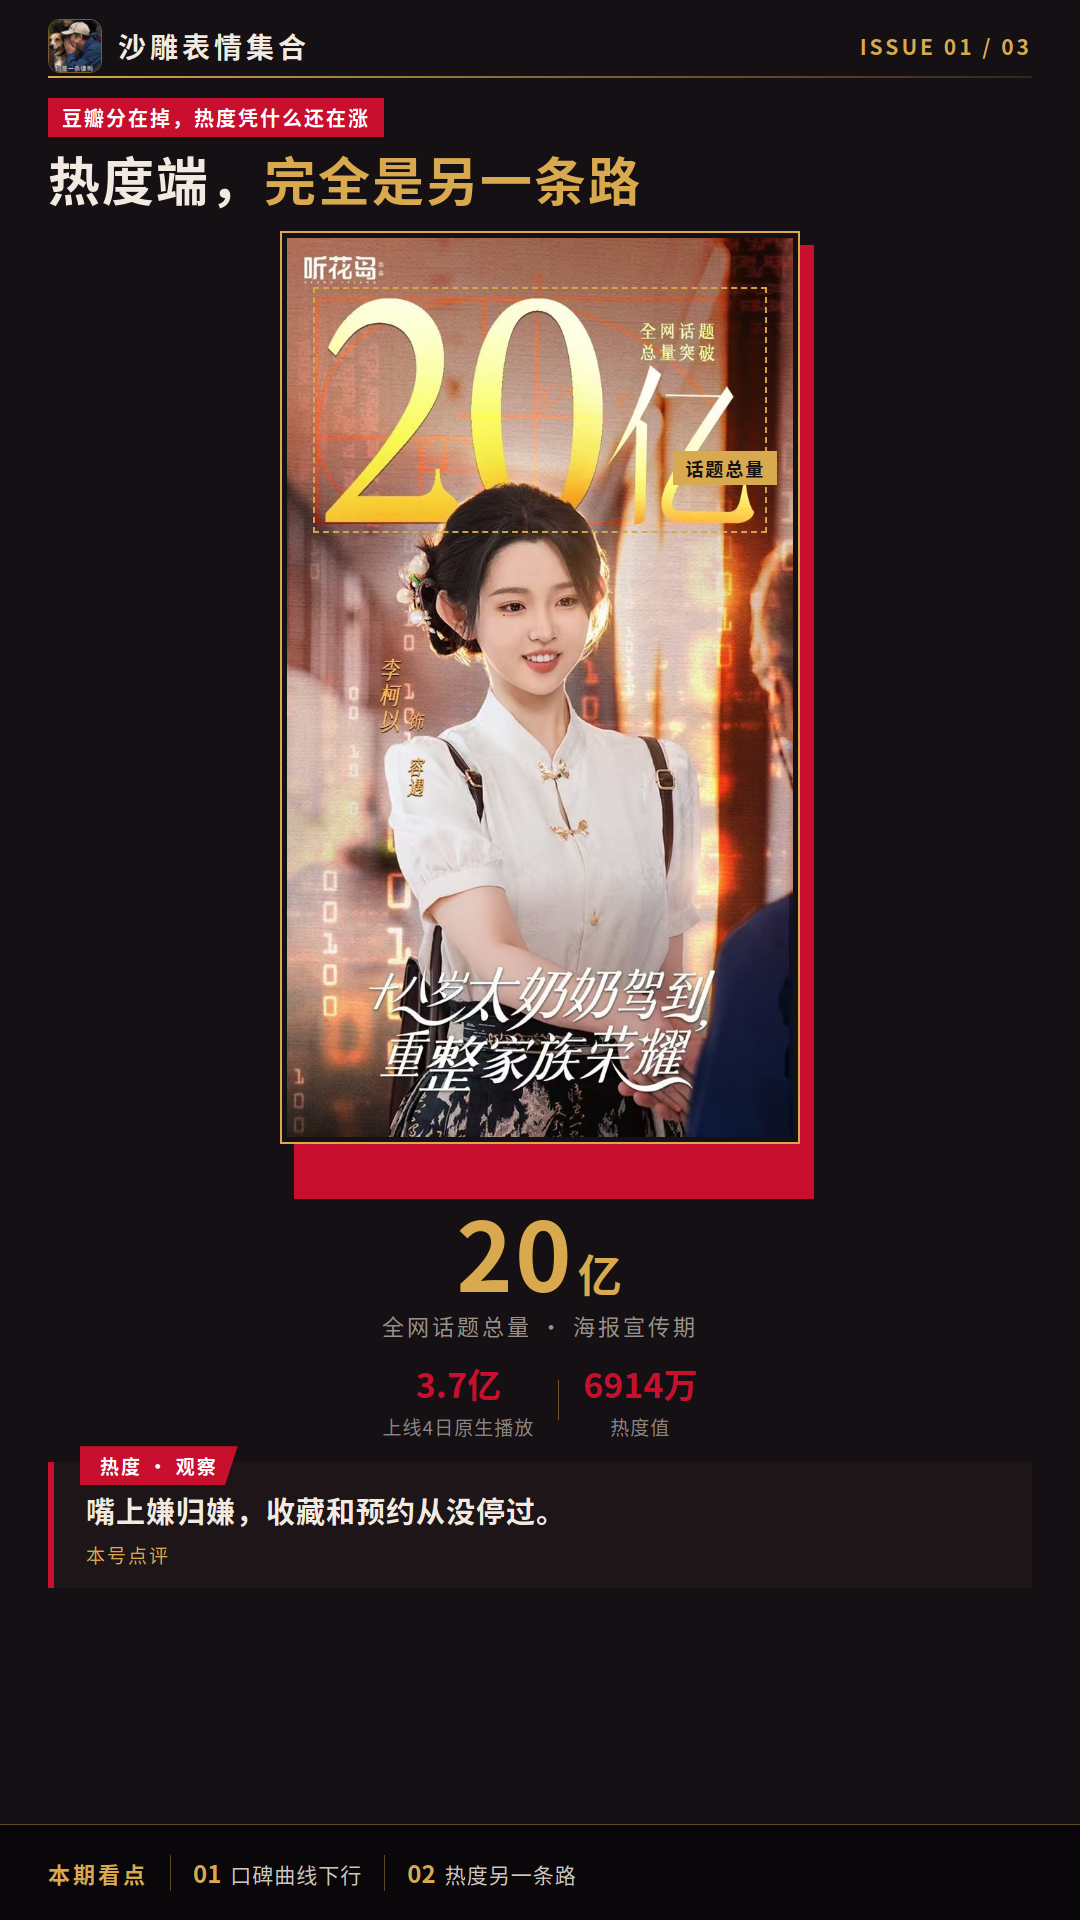 沙雕表情集合
ISSUE 01 / 03
豆瓣分在掉，热度凭什么还在涨
热度端，完全是另一条路
听花岛
20亿
全网话题
总量突破
话题总量
李柯以 饰
容遇
十八岁太奶奶驾到，
重整家族荣耀
20亿
全网话题总量 · 海报宣传期
3.7亿
上线4日原生播放
6914万
热度值
热度 · 观察
嘴上嫌归嫌，收藏和预约从没停过。
本号点评
本期看点
01 口碑曲线下行
02 热度另一条路